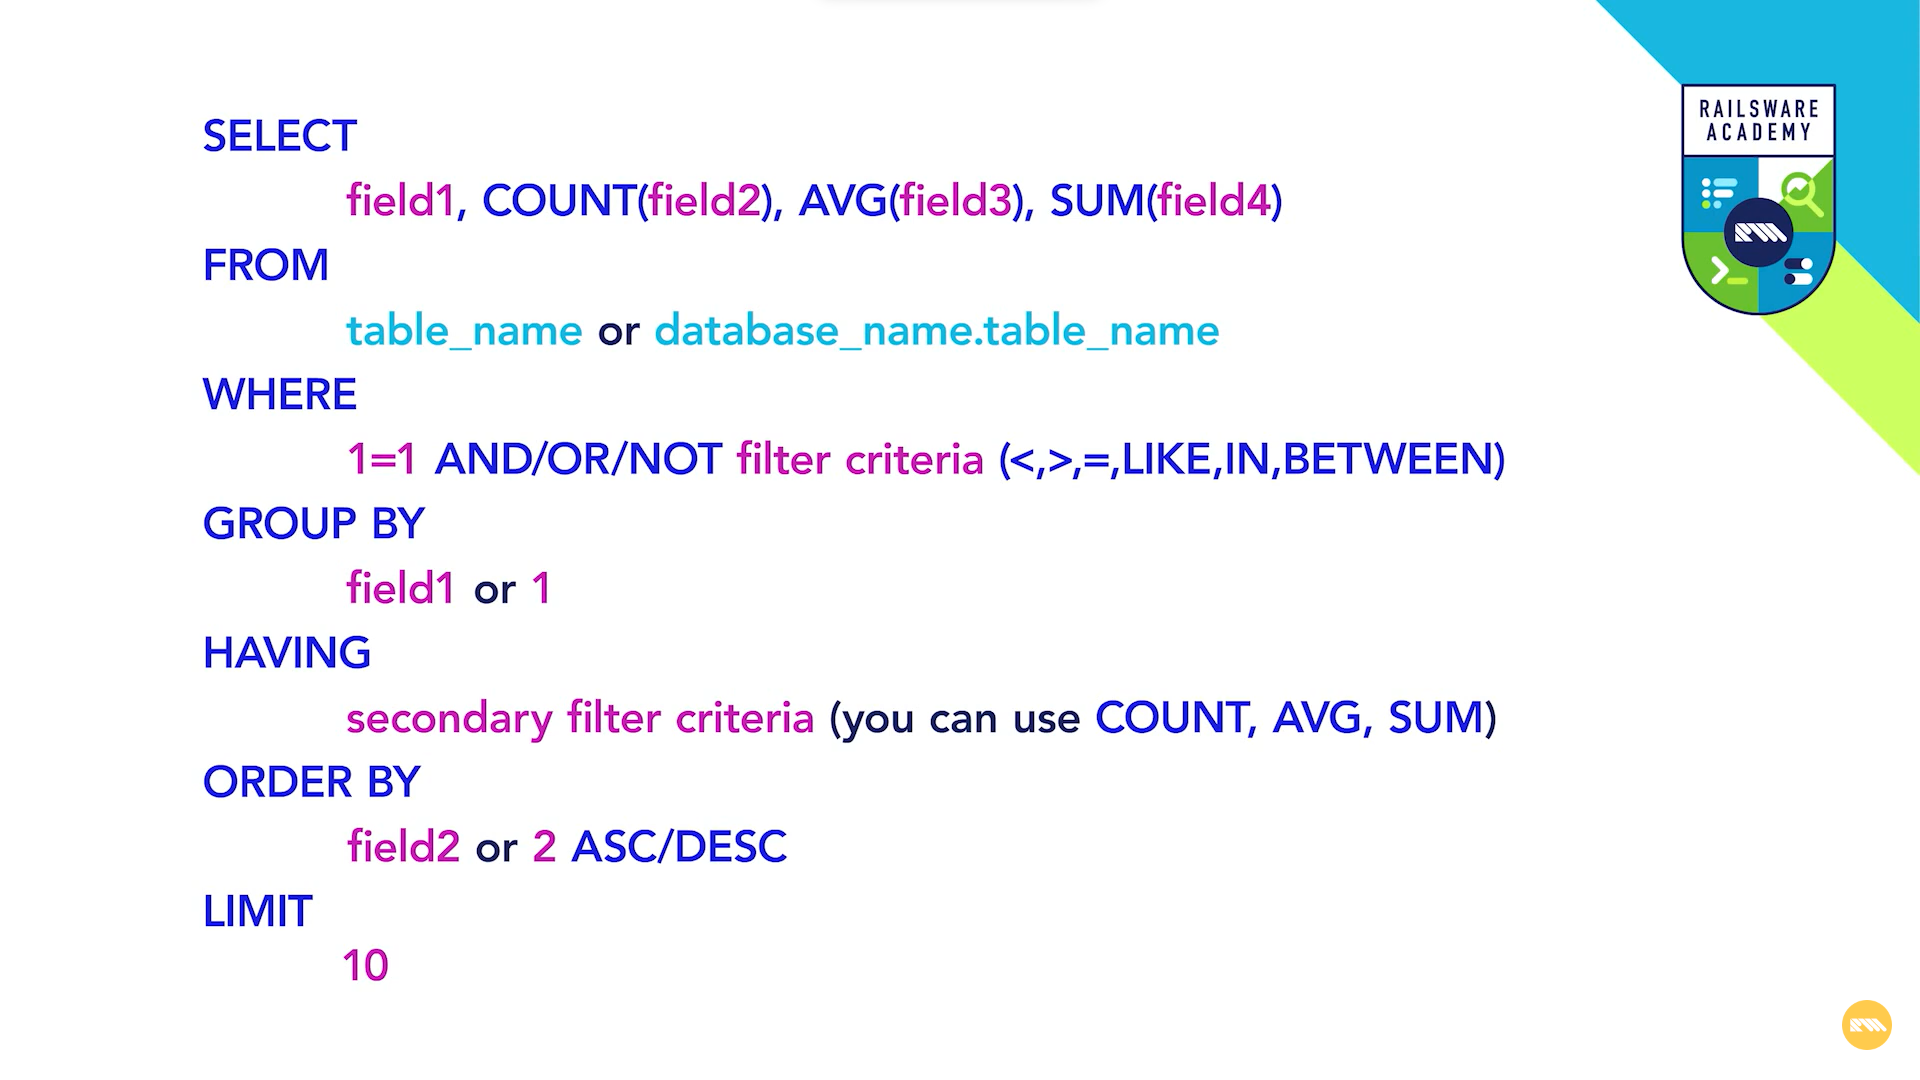 SELECT
field1, COUNT(field2), AVG(field3), SUM(field4)
FROM
table_name or database_name.table_name
WHERE
1=1 AND/OR/NOT filter criteria (<,>,=,LIKE,IN,BETWEEN)
GROUP BY
field1 or 1
HAVING
secondary filter criteria (you can use COUNT, AVG, SUM)
ORDER BY
field2 or 2 ASC/DESC
LIMIT
10
RAILSWARE
ACADEMY